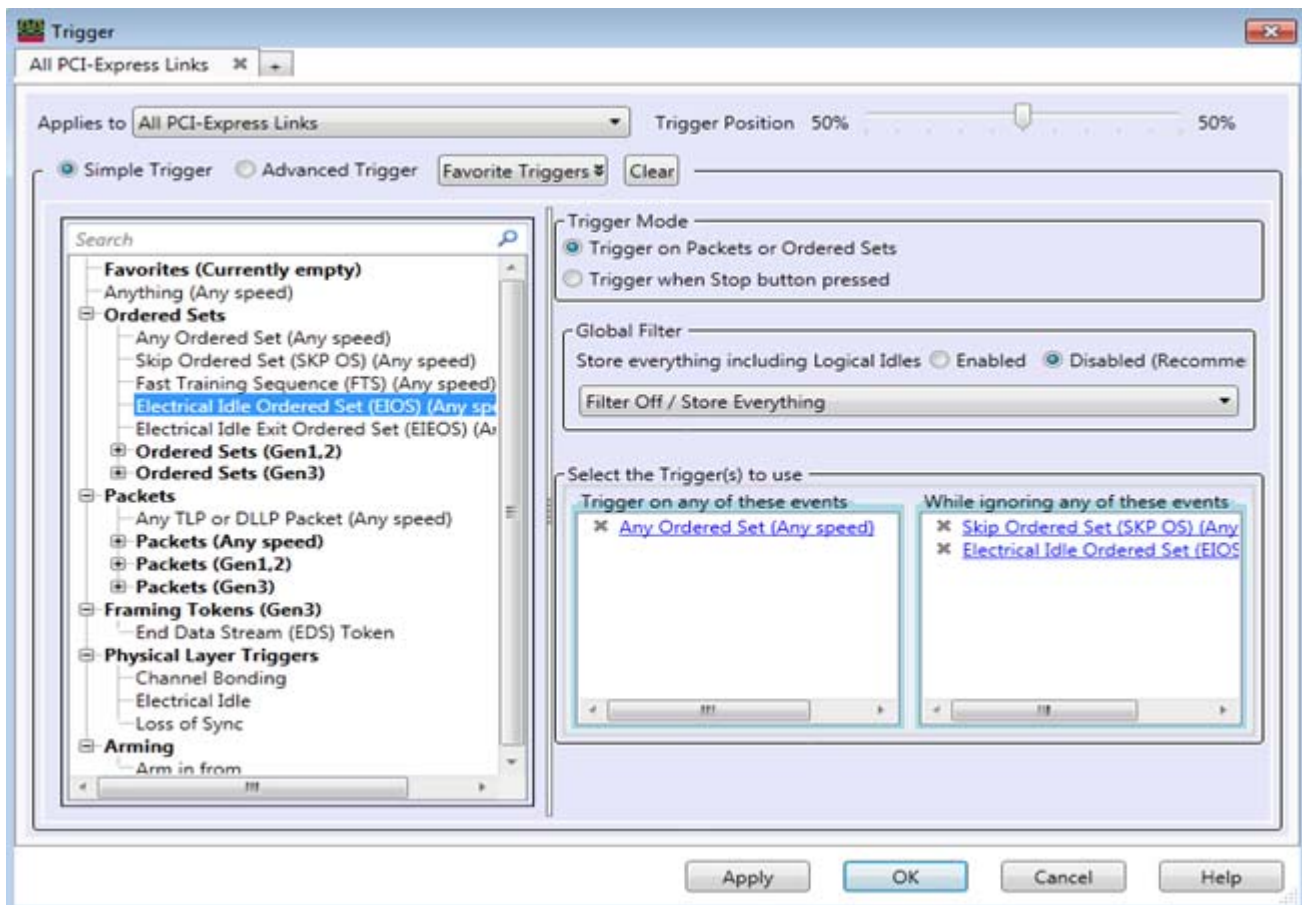 Trigger
All PCI-Express Links
Applies to All PCI-Express Links Trigger Position 50% 50%
Simple Trigger Advanced Trigger Favorite Triggers Clear
Search
Favorites (Currently empty)
Anything (Any speed)
Ordered Sets
Any Ordered Set (Any speed)
Skip Ordered Set (SKP OS) (Any speed)
Fast Training Sequence (FTS) (Any speed)
Electrical Idle Ordered Set (EIOS) (Any spe
Electrical Idle Exit Ordered Set (EIEOS) (Ar
Ordered Sets (Gen1,2)
Ordered Sets (Gen3)
Packets
Any TLP or DLLP Packet (Any speed)
Packets (Any speed)
Packets (Gen1,2)
Packets (Gen3)
Framing Tokens (Gen3)
End Data Stream (EDS) Token
Physical Layer Triggers
Channel Bonding
Electrical Idle
Loss of Sync
Arming
Arm in from
Trigger Mode
Trigger on Packets or Ordered Sets
Trigger when Stop button pressed
Global Filter
Store everything including Logical Idles Enabled Disabled (Recomme
Filter Off / Store Everything
Select the Trigger(s) to use
Trigger on any of these events
Any Ordered Set (Any speed)
While ignoring any of these events
Skip Ordered Set (SKP OS) (Any
Electrical Idle Ordered Set (EIOS
Apply OK Cancel Help